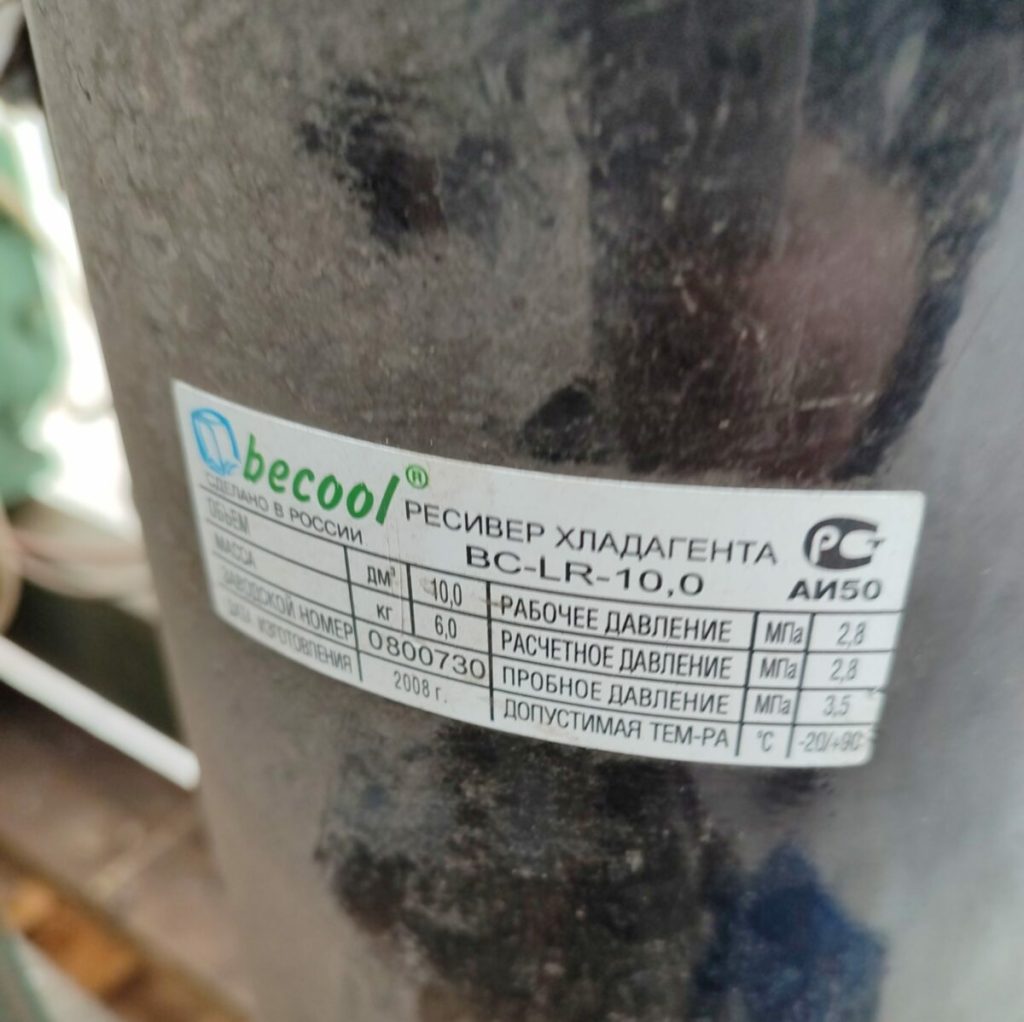 becool®
СДЕЛАНО В РОССИИ
РЕСИВЕР ХЛАДАГЕНТА
BC-LR-10,0
РСТ
АИ50
ОБЪЕМ ДМ³ 10,0
МАССА КГ 6,0
ЗАВОДСКОЙ НОМЕР 0800730
ДАТА ИЗГОТОВЛЕНИЯ 2008 г.
РАБОЧЕЕ ДАВЛЕНИЕ МПа 2,8
РАСЧЕТНОЕ ДАВЛЕНИЕ МПа 2,8
ПРОБНОЕ ДАВЛЕНИЕ МПа 3,5
ДОПУСТИМАЯ ТЕМ-РА °C -20/+90